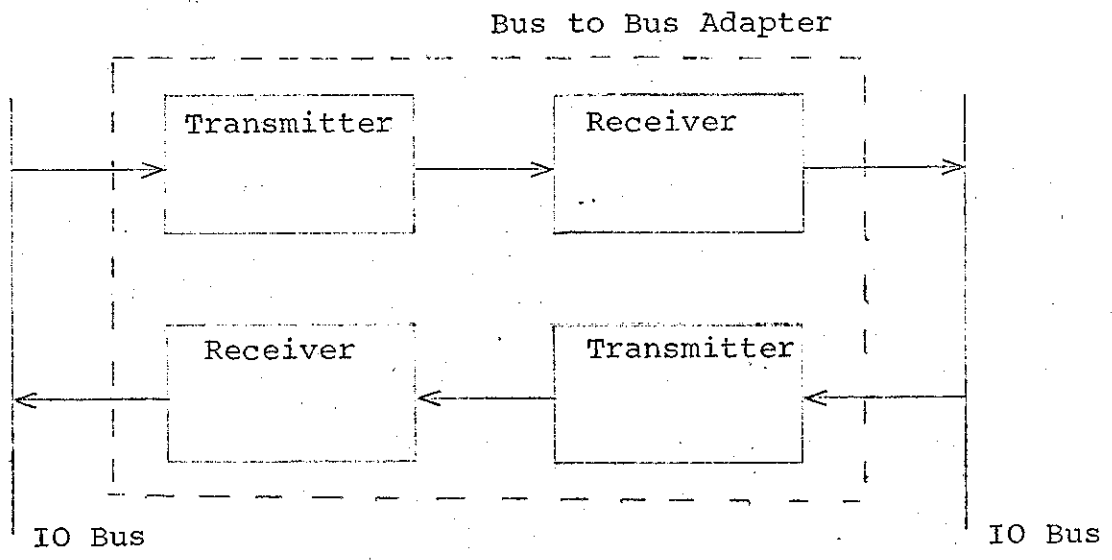 Bus to Bus Adapter
Transmitter
Receiver
Receiver
Transmitter
IO Bus
IO Bus